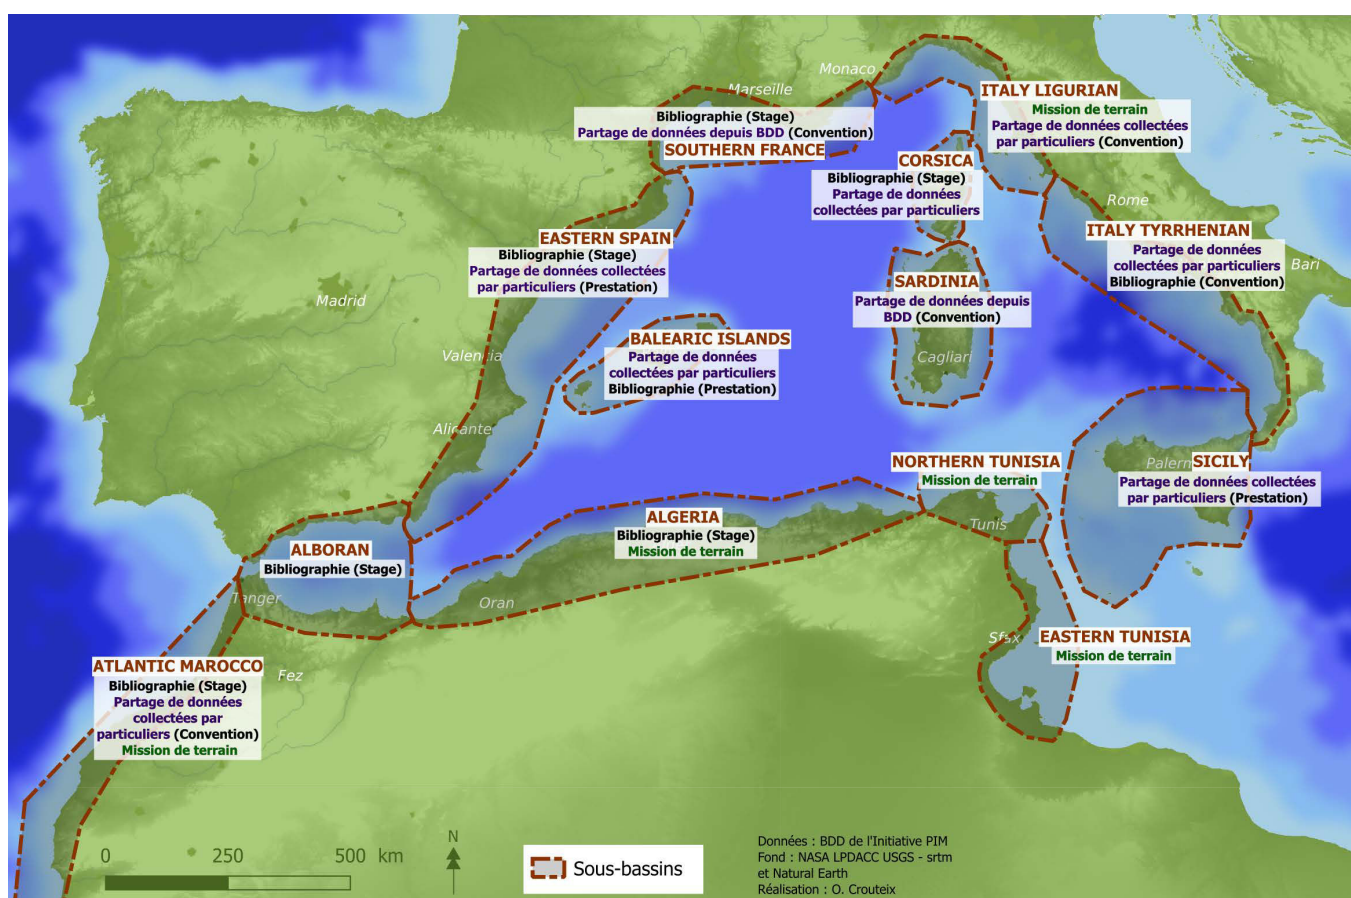 Monaco
Marseille
Bibliographie (Stage)
Partage de données depuis BDD (Convention)
SOUTHERN FRANCE
ITALY LIGURIAN
Mission de terrain
Partage de données collectées
par particuliers (Convention)
CORSICA
Bibliographie (Stage)
Partage de données
collectées par particuliers
Rome
ITALY TYRRHENIAN
Partage de données
collectées par particuliers
Bibliographie (Convention)
Bari
EASTERN SPAIN
Bibliographie (Stage)
Partage de données collectées
par particuliers (Prestation)
SARDINIA
Partage de données depuis
BDD (Convention)
Cagliari
Madrid
Valencia
BALEARIC ISLANDS
Partage de données
collectées par particuliers
Bibliographie (Prestation)
Alicante
NORTHERN TUNISIA
Mission de terrain
Tunis
SICILY
Partage de données collectées
par particuliers (Prestation)
ALGERIA
Bibliographie (Stage)
Mission de terrain
ALBORAN
Bibliographie (Stage)
Tanger
Oran
Sfax
EASTERN TUNISIA
Mission de terrain
ATLANTIC MAROCCO
Bibliographie (Stage)
Partage de données
collectées par
particuliers (Convention)
Mission de terrain
Fez
0 250 500 km
N
Sous-bassins
Données : BDD de l'Initiative PIM
Fond : NASA LPDACC USGS - srtm
et Natural Earth
Réalisation : O. Crouteix